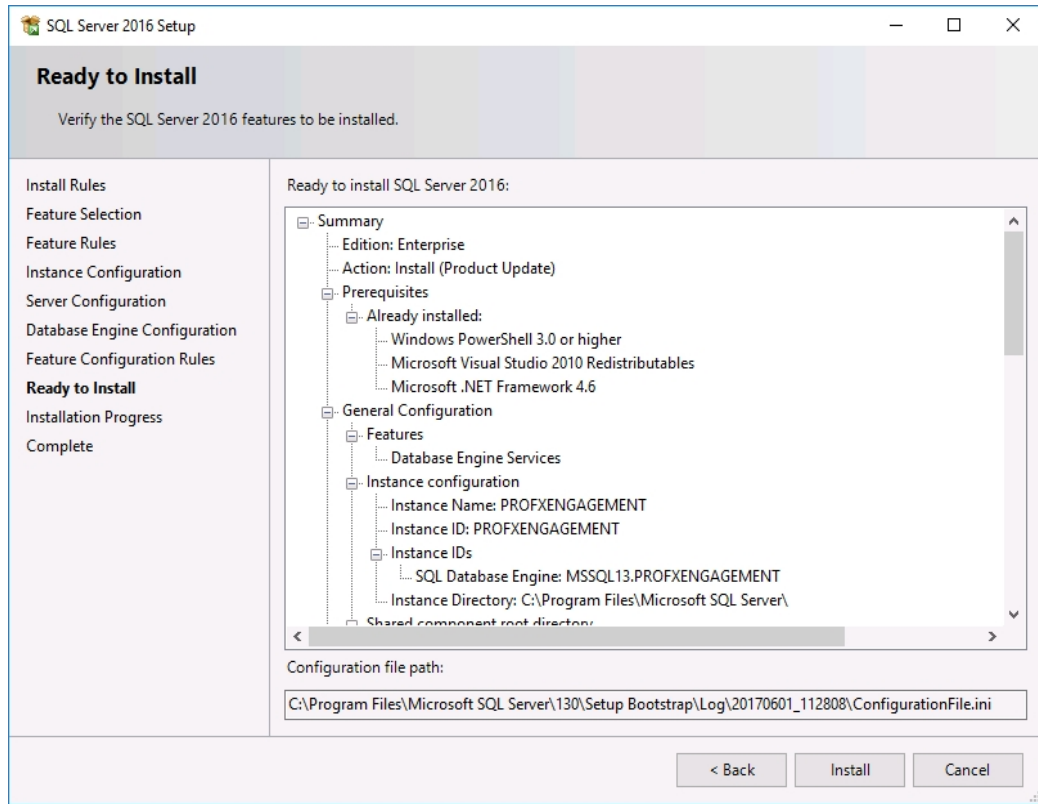 SQL Server 2016 Setup
Ready to Install
Verify the SQL Server 2016 features to be installed.
Install Rules
Feature Selection
Feature Rules
Instance Configuration
Server Configuration
Database Engine Configuration
Feature Configuration Rules
Ready to Install
Installation Progress
Complete
Ready to install SQL Server 2016:
Summary
Edition: Enterprise
Action: Install (Product Update)
Prerequisites
Already installed:
Windows PowerShell 3.0 or higher
Microsoft Visual Studio 2010 Redistributables
Microsoft .NET Framework 4.6
General Configuration
Features
Database Engine Services
Instance configuration
Instance Name: PROFXENGAGEMENT
Instance ID: PROFXENGAGEMENT
Instance IDs
SQL Database Engine: MSSQL13.PROFXENGAGEMENT
Instance Directory: C:\Program Files\Microsoft SQL Server\
Shared component root directory
Configuration file path:
C:\Program Files\Microsoft SQL Server\130\Setup Bootstrap\Log\20170601_112808\ConfigurationFile.ini
< Back
Install
Cancel